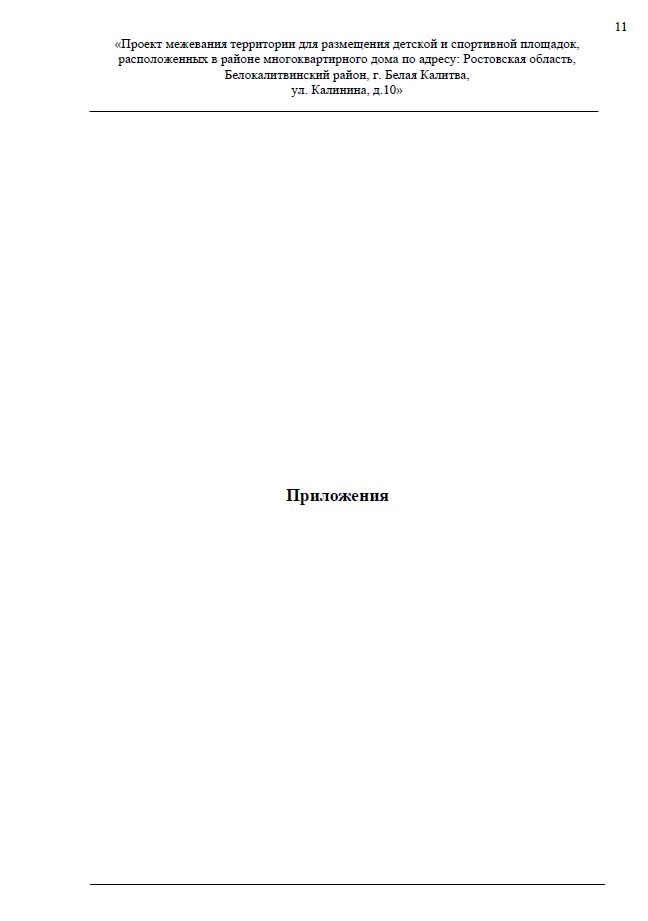 11
«Проект межевания территории для размещения детской и спортивной площадок,
расположенных в районе многоквартирного дома по адресу: Ростовская область,
Белокалитвинский район, г. Белая Калитва,
ул. Калинина, д.10»
Приложения